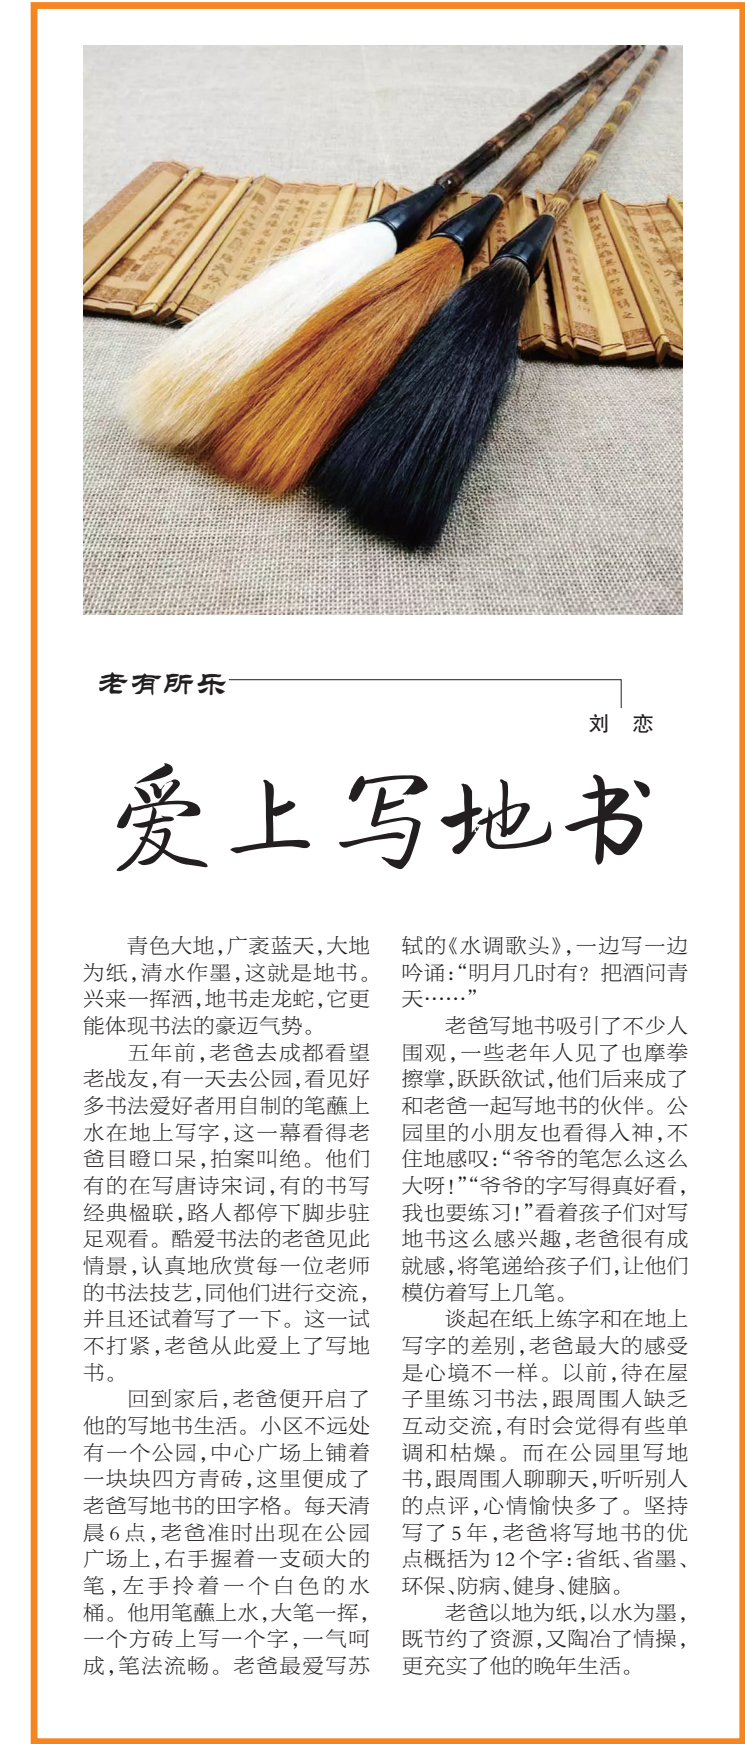 老有所乐
刘 恋
爱上写地书
青色大地，广袤蓝天，大地
为纸，清水作墨，这就是地书。
兴来一挥洒，地书走龙蛇，它更
能体现书法的豪迈气势。
五年前，老爸去成都看望
老战友，有一天去公园，看见好
多书法爱好者用自制的笔蘸上
水在地上写字，这一幕看得老
爸目瞪口呆，拍案叫绝。他们
有的在写唐诗宋词，有的书写
经典楹联，路人都停下脚步驻
足观看。酷爱书法的老爸见此
情景，认真地欣赏每一位老师
的书法技艺，同他们进行交流，
并且还试着写了一下。这一试
不打紧，老爸从此爱上了写地
书。
回到家后，老爸便开启了
他的写地书生活。小区不远处
有一个公园，中心广场上铺着
一块块四方青砖，这里便成了
老爸写地书的田字格。每天清
晨6点，老爸准时出现在公园
广场上，右手握着一支硕大的
笔，左手拎着一个白色的水
桶。他用笔蘸上水，大笔一挥，
一个方砖上写一个字，一气呵
成，笔法流畅。老爸最爱写苏
轼的《水调歌头》，一边写一边
吟诵：“明月几时有？把酒问青
天……”
老爸写地书吸引了不少人
围观，一些老年人见了也摩拳
擦掌，跃跃欲试，他们后来成了
和老爸一起写地书的伙伴。公
园里的小朋友也看得入神，不
住地感叹：“爷爷的笔怎么这么
大呀！”“爷爷的字写得真好看，
我也要练习！”看着孩子们对写
地书这么感兴趣，老爸很有成
就感，将笔递给孩子们，让他们
模仿着写上几笔。
谈起在纸上练字和在地上
写字的差别，老爸最大的感受
是心境不一样。以前，待在屋
子里练习书法，跟周围人缺乏
互动交流，有时会觉得有些单
调和枯燥。而在公园里写地
书，跟周围人聊聊天，听听别人
的点评，心情愉快多了。坚持
写了5年，老爸将写地书的优
点概括为12个字：省纸、省墨、
环保、防病、健身、健脑。
老爸以地为纸，以水为墨，
既节约了资源，又陶冶了情操，
更充实了他的晚年生活。